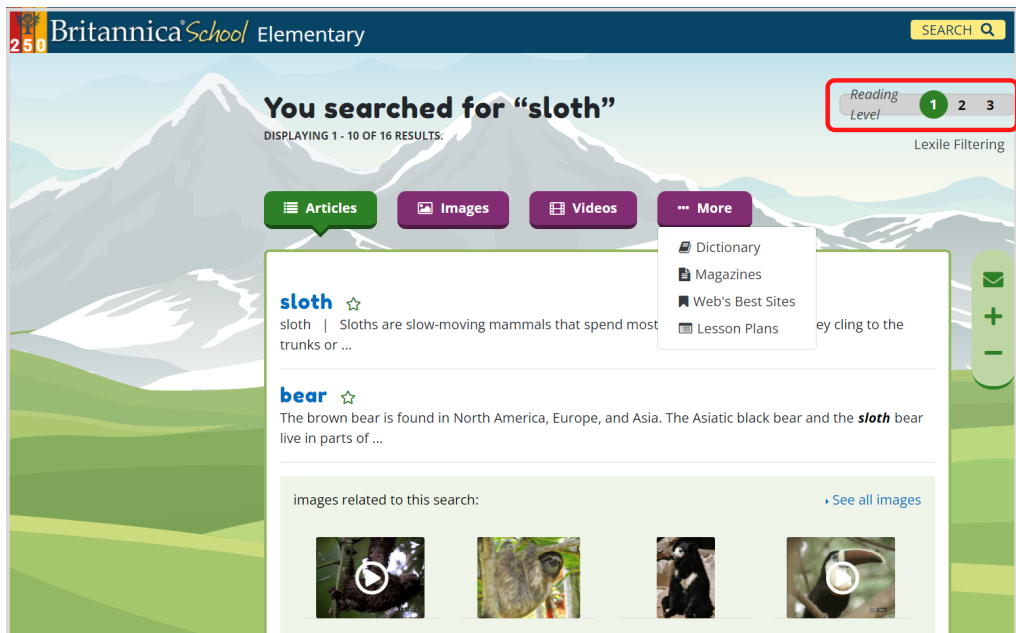 250 Britannica School Elementary
SEARCH
You searched for “sloth”
DISPLAYING 1 - 10 OF 16 RESULTS.
Reading
Level
1 2 3
Lexile Filtering
Articles Images Videos More
Dictionary
Magazines
Web's Best Sites
Lesson Plans
sloth
sloth | Sloths are slow-moving mammals that spend most ey cling to the
trunks or ...
bear
The brown bear is found in North America, Europe, and Asia. The Asiatic black bear and the sloth bear
live in parts of ...
images related to this search:
See all images